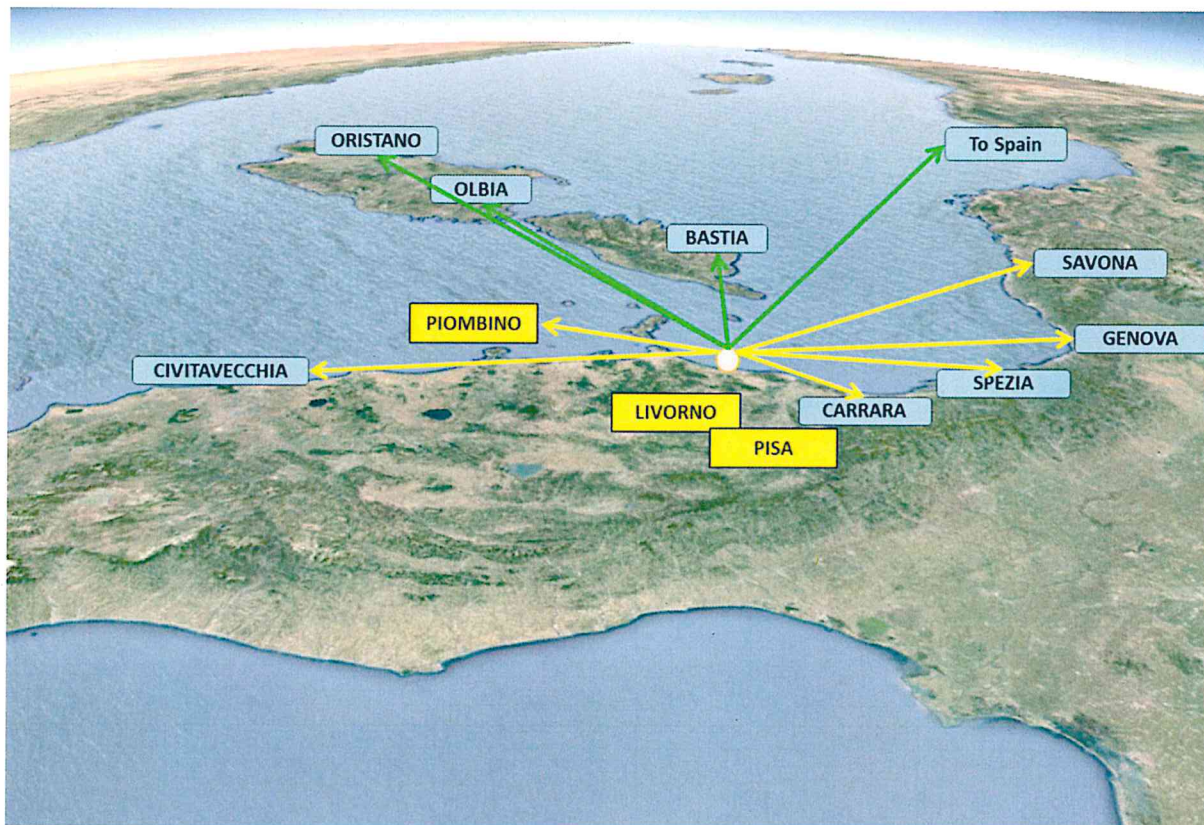 ORISTANO
To Spain
OLBIA
BASTIA
SAVONA
PIOMBINO
GENOVA
CIVITAVECCHIA
SPEZIA
LIVORNO
CARRARA
PISA